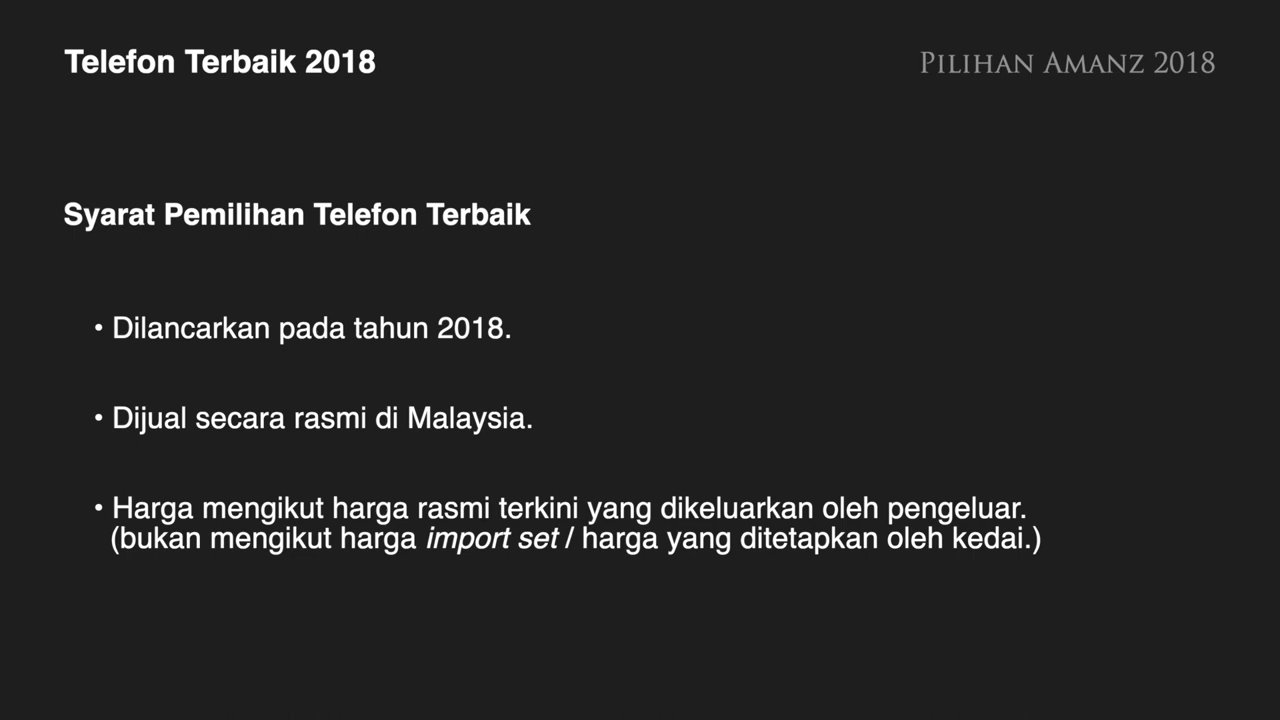 Telefon Terbaik 2018
PILIHAN AMANZ 2018
Syarat Pemilihan Telefon Terbaik
• Dilancarkan pada tahun 2018.
• Dijual secara rasmi di Malaysia.
• Harga mengikut harga rasmi terkini yang dikeluarkan oleh pengeluar.
(bukan mengikut harga import set / harga yang ditetapkan oleh kedai.)